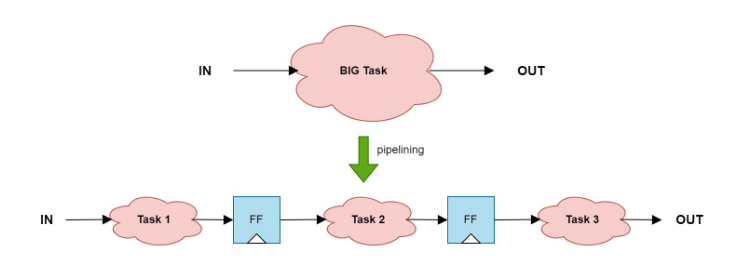 IN
BIG Task
OUT
pipelining
IN
Task 1
FF
Task 2
FF
Task 3
OUT